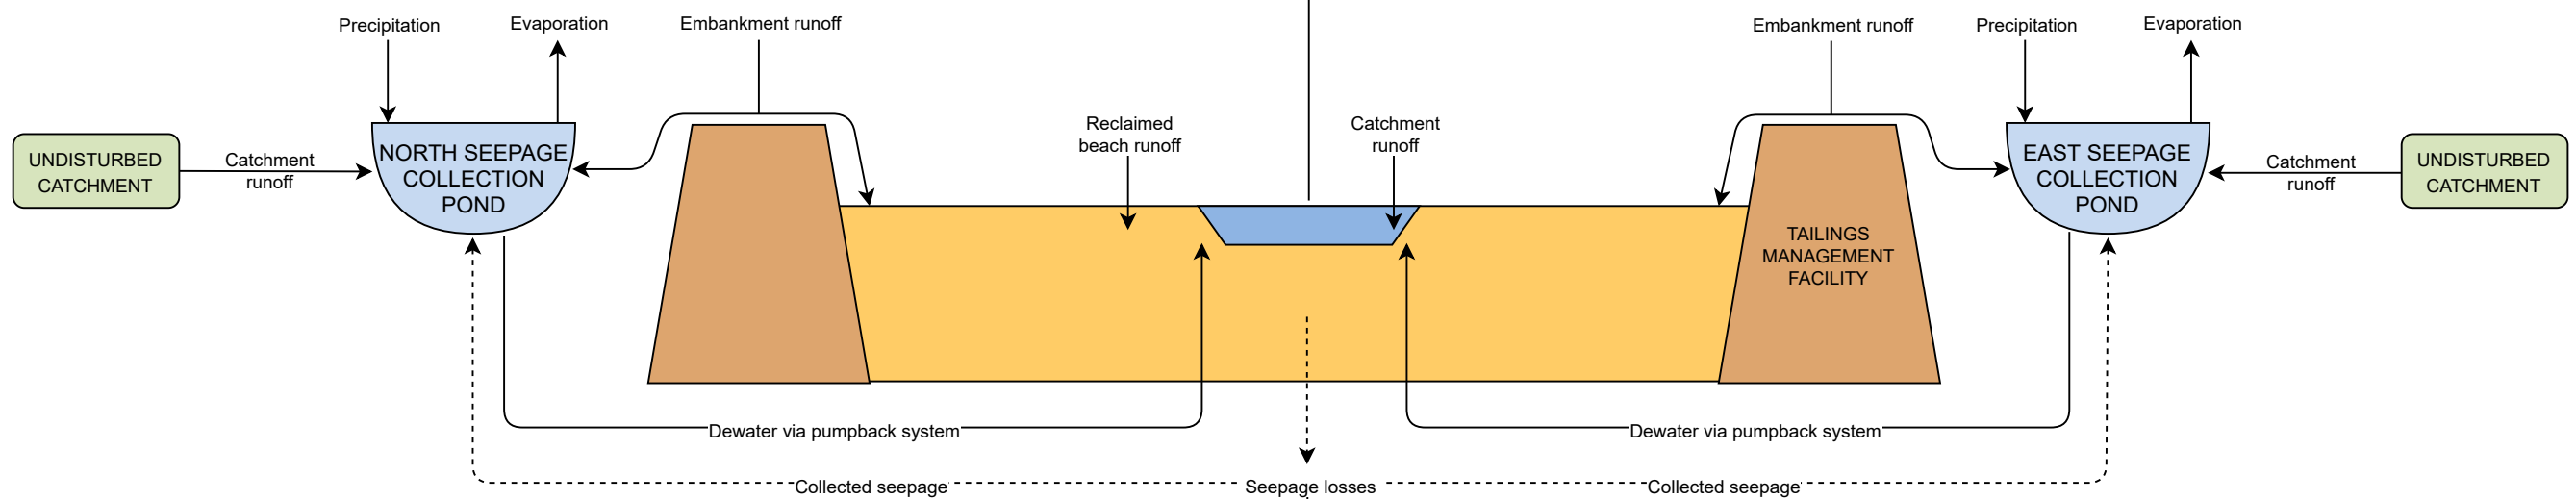 Precipitation
Evaporation
Embankment runoff
Embankment runoff
Precipitation
Evaporation
Reclaimed
beach runoff
Catchment
runoff
UNDISTURBED
CATCHMENT
Catchment
runoff
NORTH SEEPAGE
COLLECTION
POND
EAST SEEPAGE
COLLECTION
POND
Catchment
runoff
UNDISTURBED
CATCHMENT
TAILINGS
MANAGEMENT
FACILITY
Dewater via pumpback system
Dewater via pumpback system
Collected seepage
Seepage losses
Collected seepage